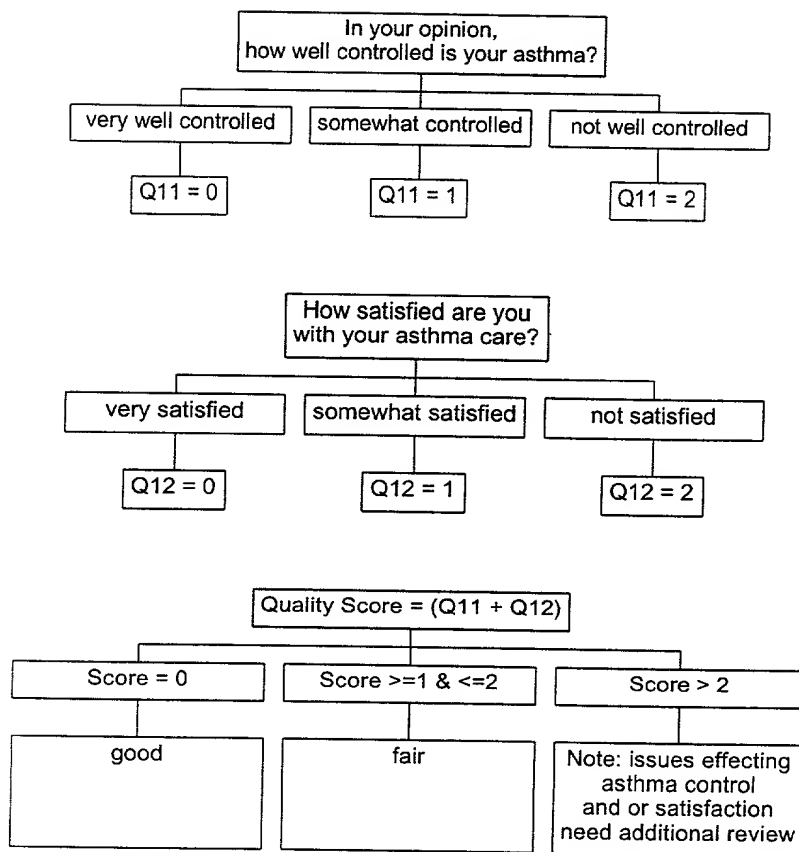 In your opinion,
how well controlled is your asthma?
very well controlled
somewhat controlled
not well controlled
Q11 = 0
Q11 = 1
Q11 = 2
How satisfied are you
with your asthma care?
very satisfied
somewhat satisfied
not satisfied
Q12 = 0
Q12 = 1
Q12 = 2
Quality Score = (Q11 + Q12)
Score = 0
Score >=1 & <=2
Score > 2
good
fair
Note: issues effecting
asthma control
and or satisfaction
need additional review